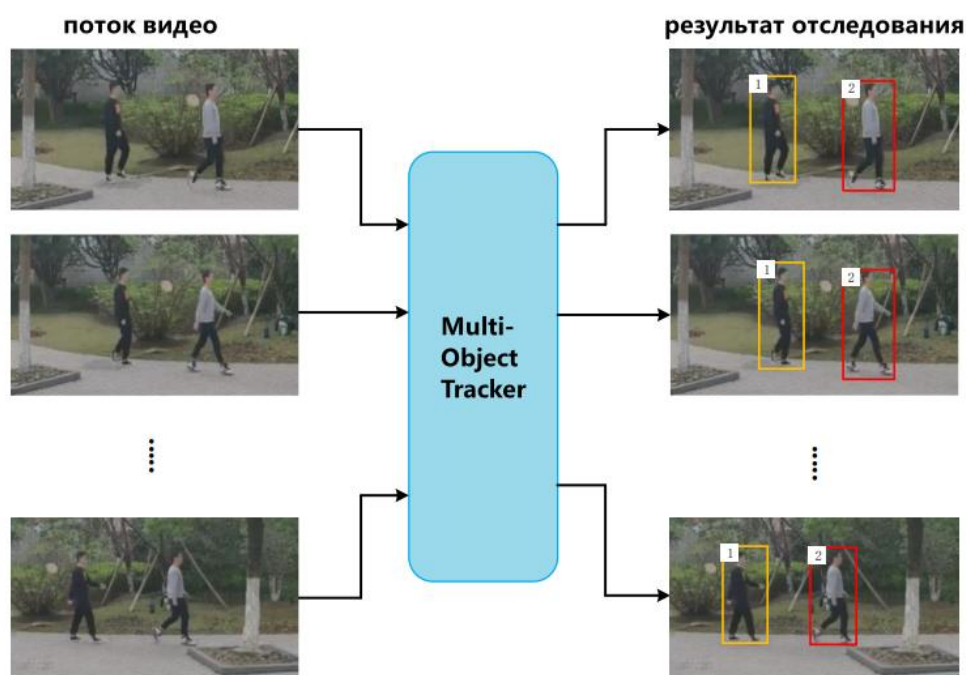 поток видео
результат отследования
1
2
1
2
Multi-
Object
Tracker
1
2